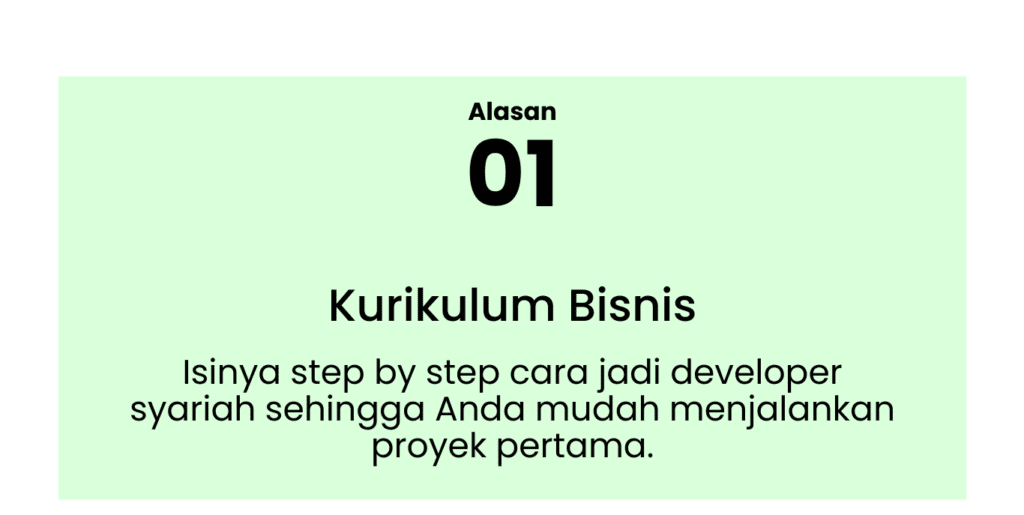 Alasan
01
Kurikulum Bisnis
Isinya step by step cara jadi developer
syariah sehingga Anda mudah menjalankan
proyek pertama.